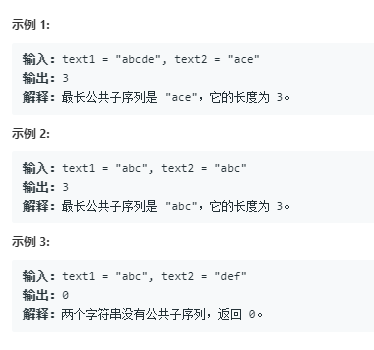 示例 1:
输入：text1 = "abcde", text2 = "ace"
输出：3
解释：最长公共子序列是 "ace"，它的长度为 3。
示例 2:
输入：text1 = "abc", text2 = "abc"
输出：3
解释：最长公共子序列是 "abc"，它的长度为 3。
示例 3:
输入：text1 = "abc", text2 = "def"
输出：0
解释：两个字符串没有公共子序列，返回 0。